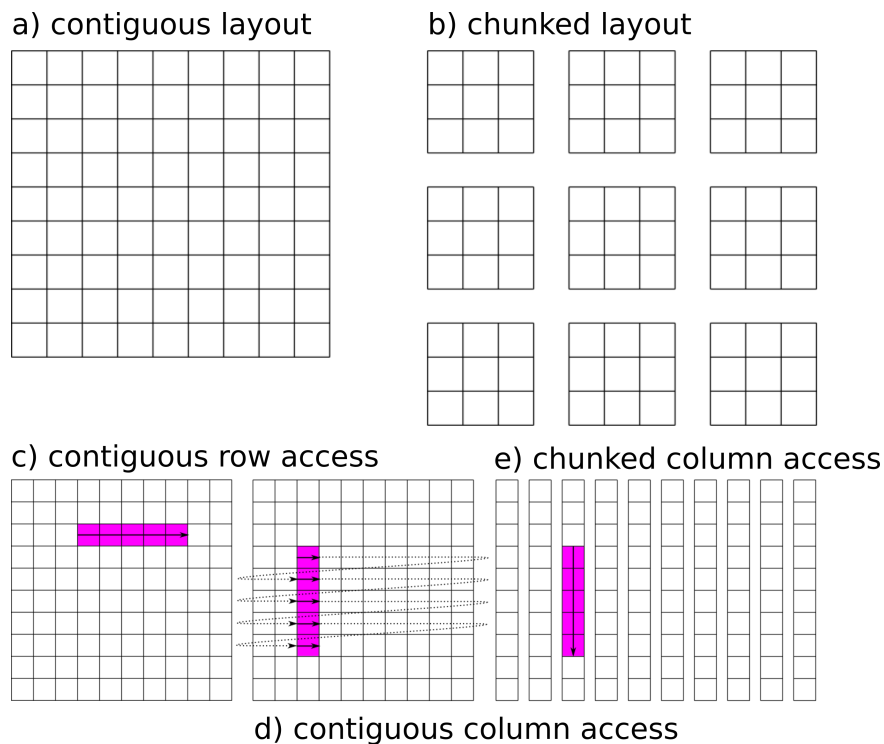 a) contiguous layout
b) chunked layout
c) contiguous row access
e) chunked column access
d) contiguous column access